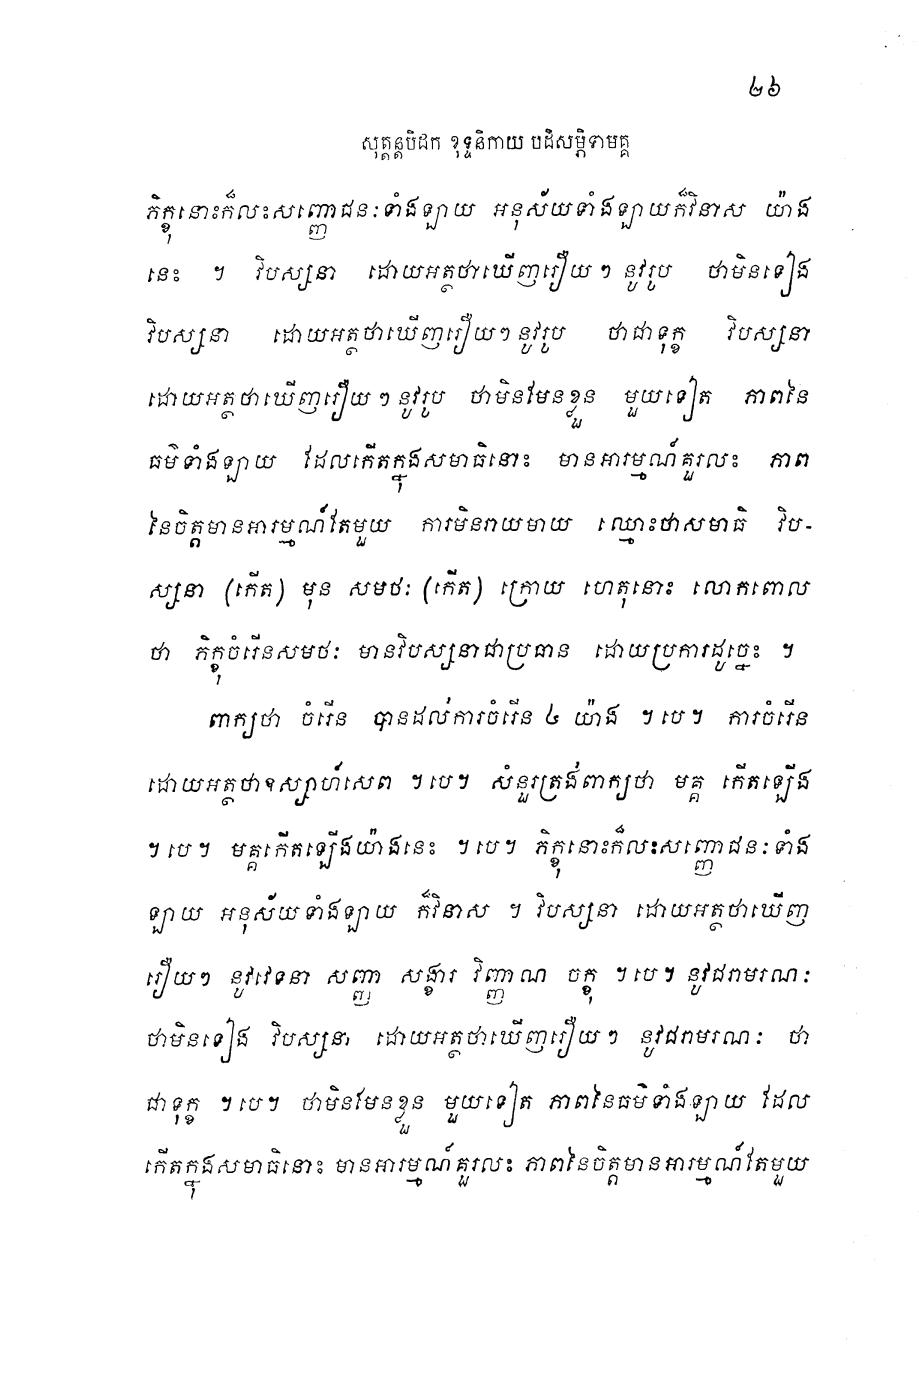 ២៦
សុត្តន្តបិដក ខុទ្ទនិកាយ បដិសម្ភិទាមគ្គ
ភិក្ខុនោះក៏លះសញ្ញោជនៈទាំងឡាយ អនុស័យទាំងឡាយក៏វិនាស យ៉ាង
នេះ ។ វិបស្សនា ដោយអត្ថថាឃើញរឿយៗ នូវរូប ថាមិនទៀង
វិបស្សនា ដោយអត្ថថាឃើញរឿយៗ នូវរូប ថាជាទុក្ខ វិបស្សនា
ដោយអត្ថថាឃើញរឿយៗ នូវរូប ថាមិនមែនខ្លួន មួយទៀត ភាពនៃ
ធម៌ទាំងឡាយ ដែលកើតក្នុងសមាធិនោះ មានអារម្មណ៍គួរលះ ភាព
នៃចិត្តមានអារម្មណ៍តែមួយ ការមិនរាយមាយ ឈ្មោះថាសមាធិ វិប-
ស្សនា (កើត) មុន សមថៈ (កើត) ក្រោយ ហេតុនោះ លោកពោល
ថា ភិក្ខុចំរើនសមថៈ មានវិបស្សនាជាប្រធាន ដោយប្រការដូច្នេះ ។
ពាក្យថា ចំរើន បានដល់ការចំរើន ៤ យ៉ាង ។បេ។ ការចំរើន
ដោយអត្ថថាឧស្សាហ៍សេព ។បេ។ សំនួរត្រង់ពាក្យថា មគ្គ កើតឡើង
។បេ។ មគ្គកើតឡើងយ៉ាងនេះ ។បេ។ ភិក្ខុនោះក៏លះសញ្ញោជនៈទាំង
ឡាយ អនុស័យទាំងឡាយ ក៏វិនាស ។ វិបស្សនា ដោយអត្ថថាឃើញ
រឿយៗ នូវវេទនា សញ្ញា សង្ខារ វិញ្ញាណ ចក្ខុ ។បេ។ នូវជរាមរណៈ
ថាមិនទៀង វិបស្សនា ដោយអត្ថថាឃើញរឿយៗ នូវជរាមរណៈ ថា
ជាទុក្ខ ។បេ។ ថាមិនមែនខ្លួន មួយទៀត ភាពនៃធម៌ទាំងឡាយ ដែល
កើតក្នុងសមាធិនោះ មានអារម្មណ៍គួរលះ ភាពនៃចិត្តមានអារម្មណ៍តែមួយ